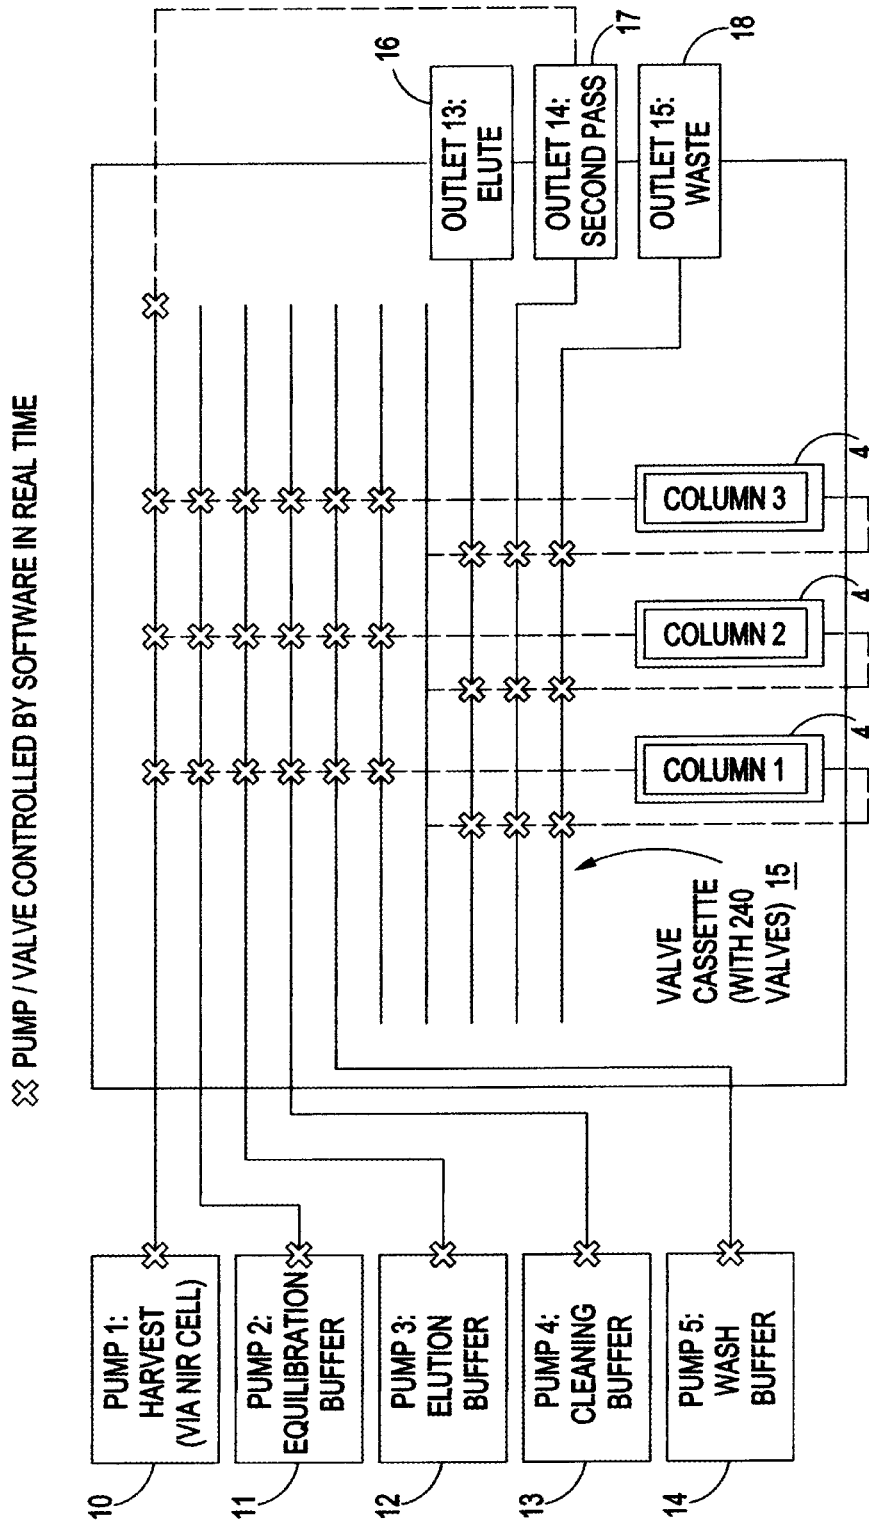 PUMP / VALVE CONTROLLED BY SOFTWARE IN REAL TIME
PUMP 1:
HARVEST
(VIA NIR CELL)
10
PUMP 2:
EQUILIBRATION
BUFFER
11
PUMP 3:
ELUTION
BUFFER
12
PUMP 4:
CLEANING
BUFFER
13
PUMP 5:
WASH
BUFFER
14
OUTLET 13:
ELUTE
16
OUTLET 14:
SECOND PASS
17
OUTLET 15:
WASTE
18
VALVE
CASSETTE
(WITH 240
VALVES) 15
COLUMN 1
4
COLUMN 2
4
COLUMN 3
4